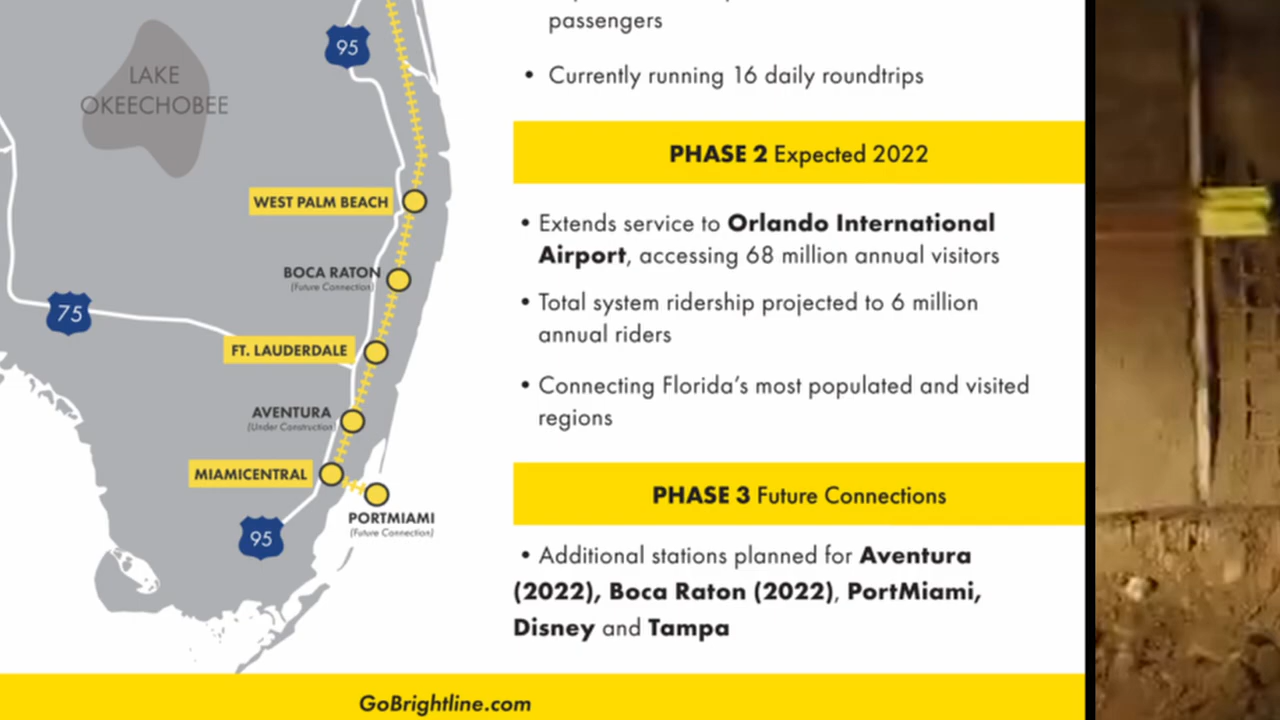 95
LAKE
OKEECHOBEE
WEST PALM BEACH
BOCA RATON
(Future Connection)
75
FT. LAUDERDALE
AVENTURA
(Under Construction
MIAMICENTRAL
PORTMIAMI
(Future Connection)
95
passengers
• Currently running 16 daily roundtrips
PHASE 2 Expected 2022
• Extends service to Orlando International
Airport, accessing 68 million annual visitors
• Total system ridership projected to 6 million
annual riders
• Connecting Florida's most populated and visited
regions
PHASE 3 Future Connections
• Additional stations planned for Aventura
(2022), Boca Raton (2022), PortMiami,
Disney and Tampa
GoBrightline.com